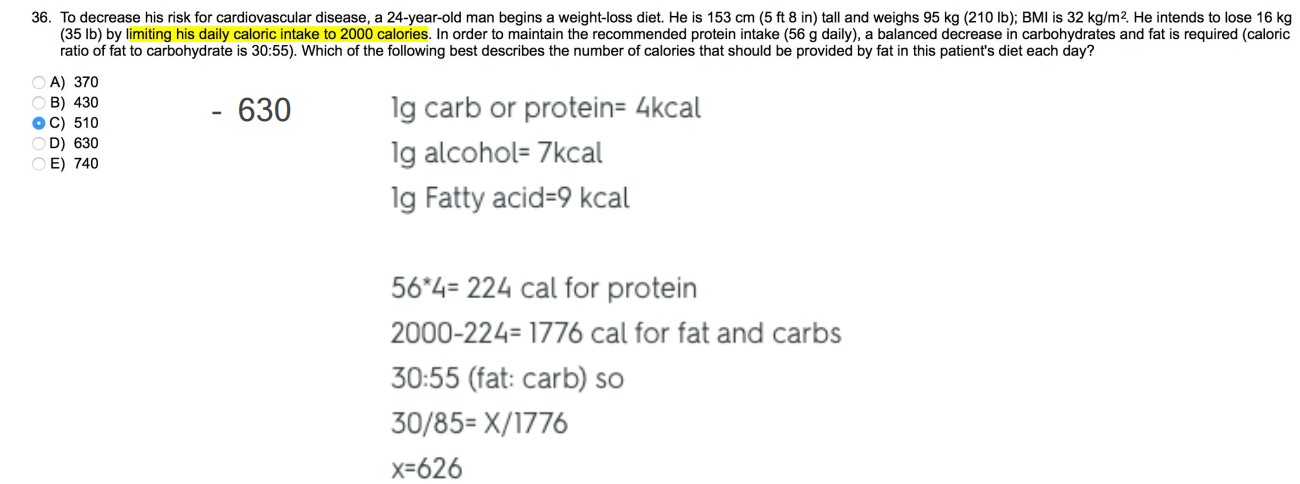 36. To decrease his risk for cardiovascular disease, a 24-year-old man begins a weight-loss diet. He is 153 cm (5 ft 8 in) tall and weighs 95 kg (210 lb); BMI is 32 kg/m². He intends to lose 16 kg
(35 lb) by limiting his daily caloric intake to 2000 calories. In order to maintain the recommended protein intake (56 g daily), a balanced decrease in carbohydrates and fat is required (caloric
ratio of fat to carbohydrate is 30:55). Which of the following best describes the number of calories that should be provided by fat in this patient's diet each day?
A) 370
B) 430
C) 510
D) 630
E) 740
- 630
1g carb or protein= 4kcal
1g alcohol= 7kcal
1g Fatty acid=9 kcal
56*4= 224 cal for protein
2000-224= 1776 cal for fat and carbs
30:55 (fat: carb) so
30/85= X/1776
x=626